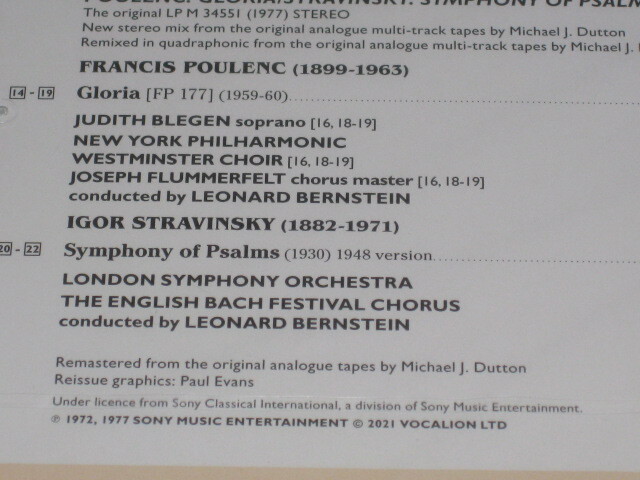 POULENC: GLORIA/STRAVINSKY: SYMPHONY OF PSALM
The original LP M 34551 (1977) STEREO
New stereo mix from the original analogue multi-track tapes by Michael J. Dutton
Remixed in quadraphonic from the original analogue multi-track tapes by Michael J.
FRANCIS POULENC (1899-1963)
14 - 19 Gloria [FP 177] (1959-60)
JUDITH BLEGEN soprano [16, 18-19]
NEW YORK PHILHARMONIC
WESTMINSTER CHOIR [16, 18-19]
JOSEPH FLUMMERFELT chorus master [16, 18-19]
conducted by LEONARD BERNSTEIN
IGOR STRAVINSKY (1882-1971)
20 - 22 Symphony of Psalms (1930) 1948 version
LONDON SYMPHONY ORCHESTRA
THE ENGLISH BACH FESTIVAL CHORUS
conducted by LEONARD BERNSTEIN
Remastered from the original analogue tapes by Michael J. Dutton
Reissue graphics: Paul Evans
Under licence from Sony Classical International, a division of Sony Music Entertainment.
℗ 1972, 1977 SONY MUSIC ENTERTAINMENT © 2021 VOCALION LTD